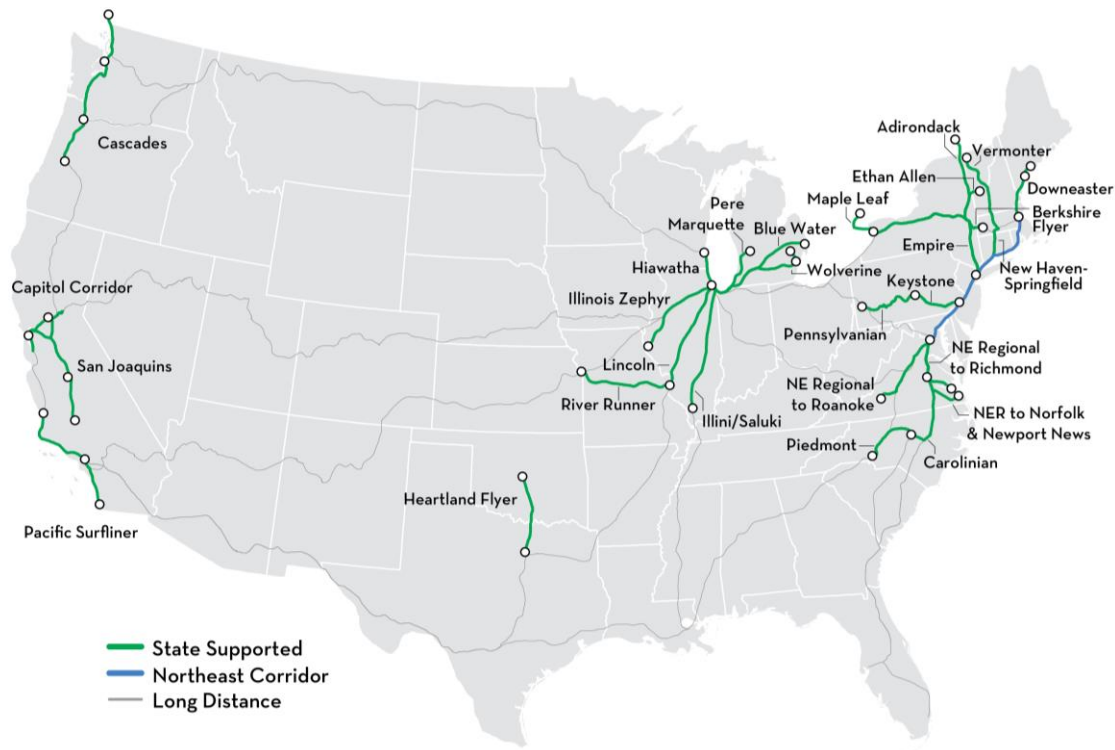 Cascades
Capitol Corridor
San Joaquins
Pacific Surfliner
Heartland Flyer
Pere
Marquette
Blue Water
Hiawatha
Wolverine
Illinois Zephyr
Lincoln
River Runner
Illini/Saluki
Adirondack
Vermonter
Ethan Allen
Downeaster
Maple Leaf
Berkshire
Flyer
Empire
New Haven-
Springfield
Keystone
Pennsylvanian
NE Regional
to Richmond
NE Regional
to Roanoke
NER to Norfolk
& Newport News
Piedmont
Carolinian
State Supported
Northeast Corridor
Long Distance